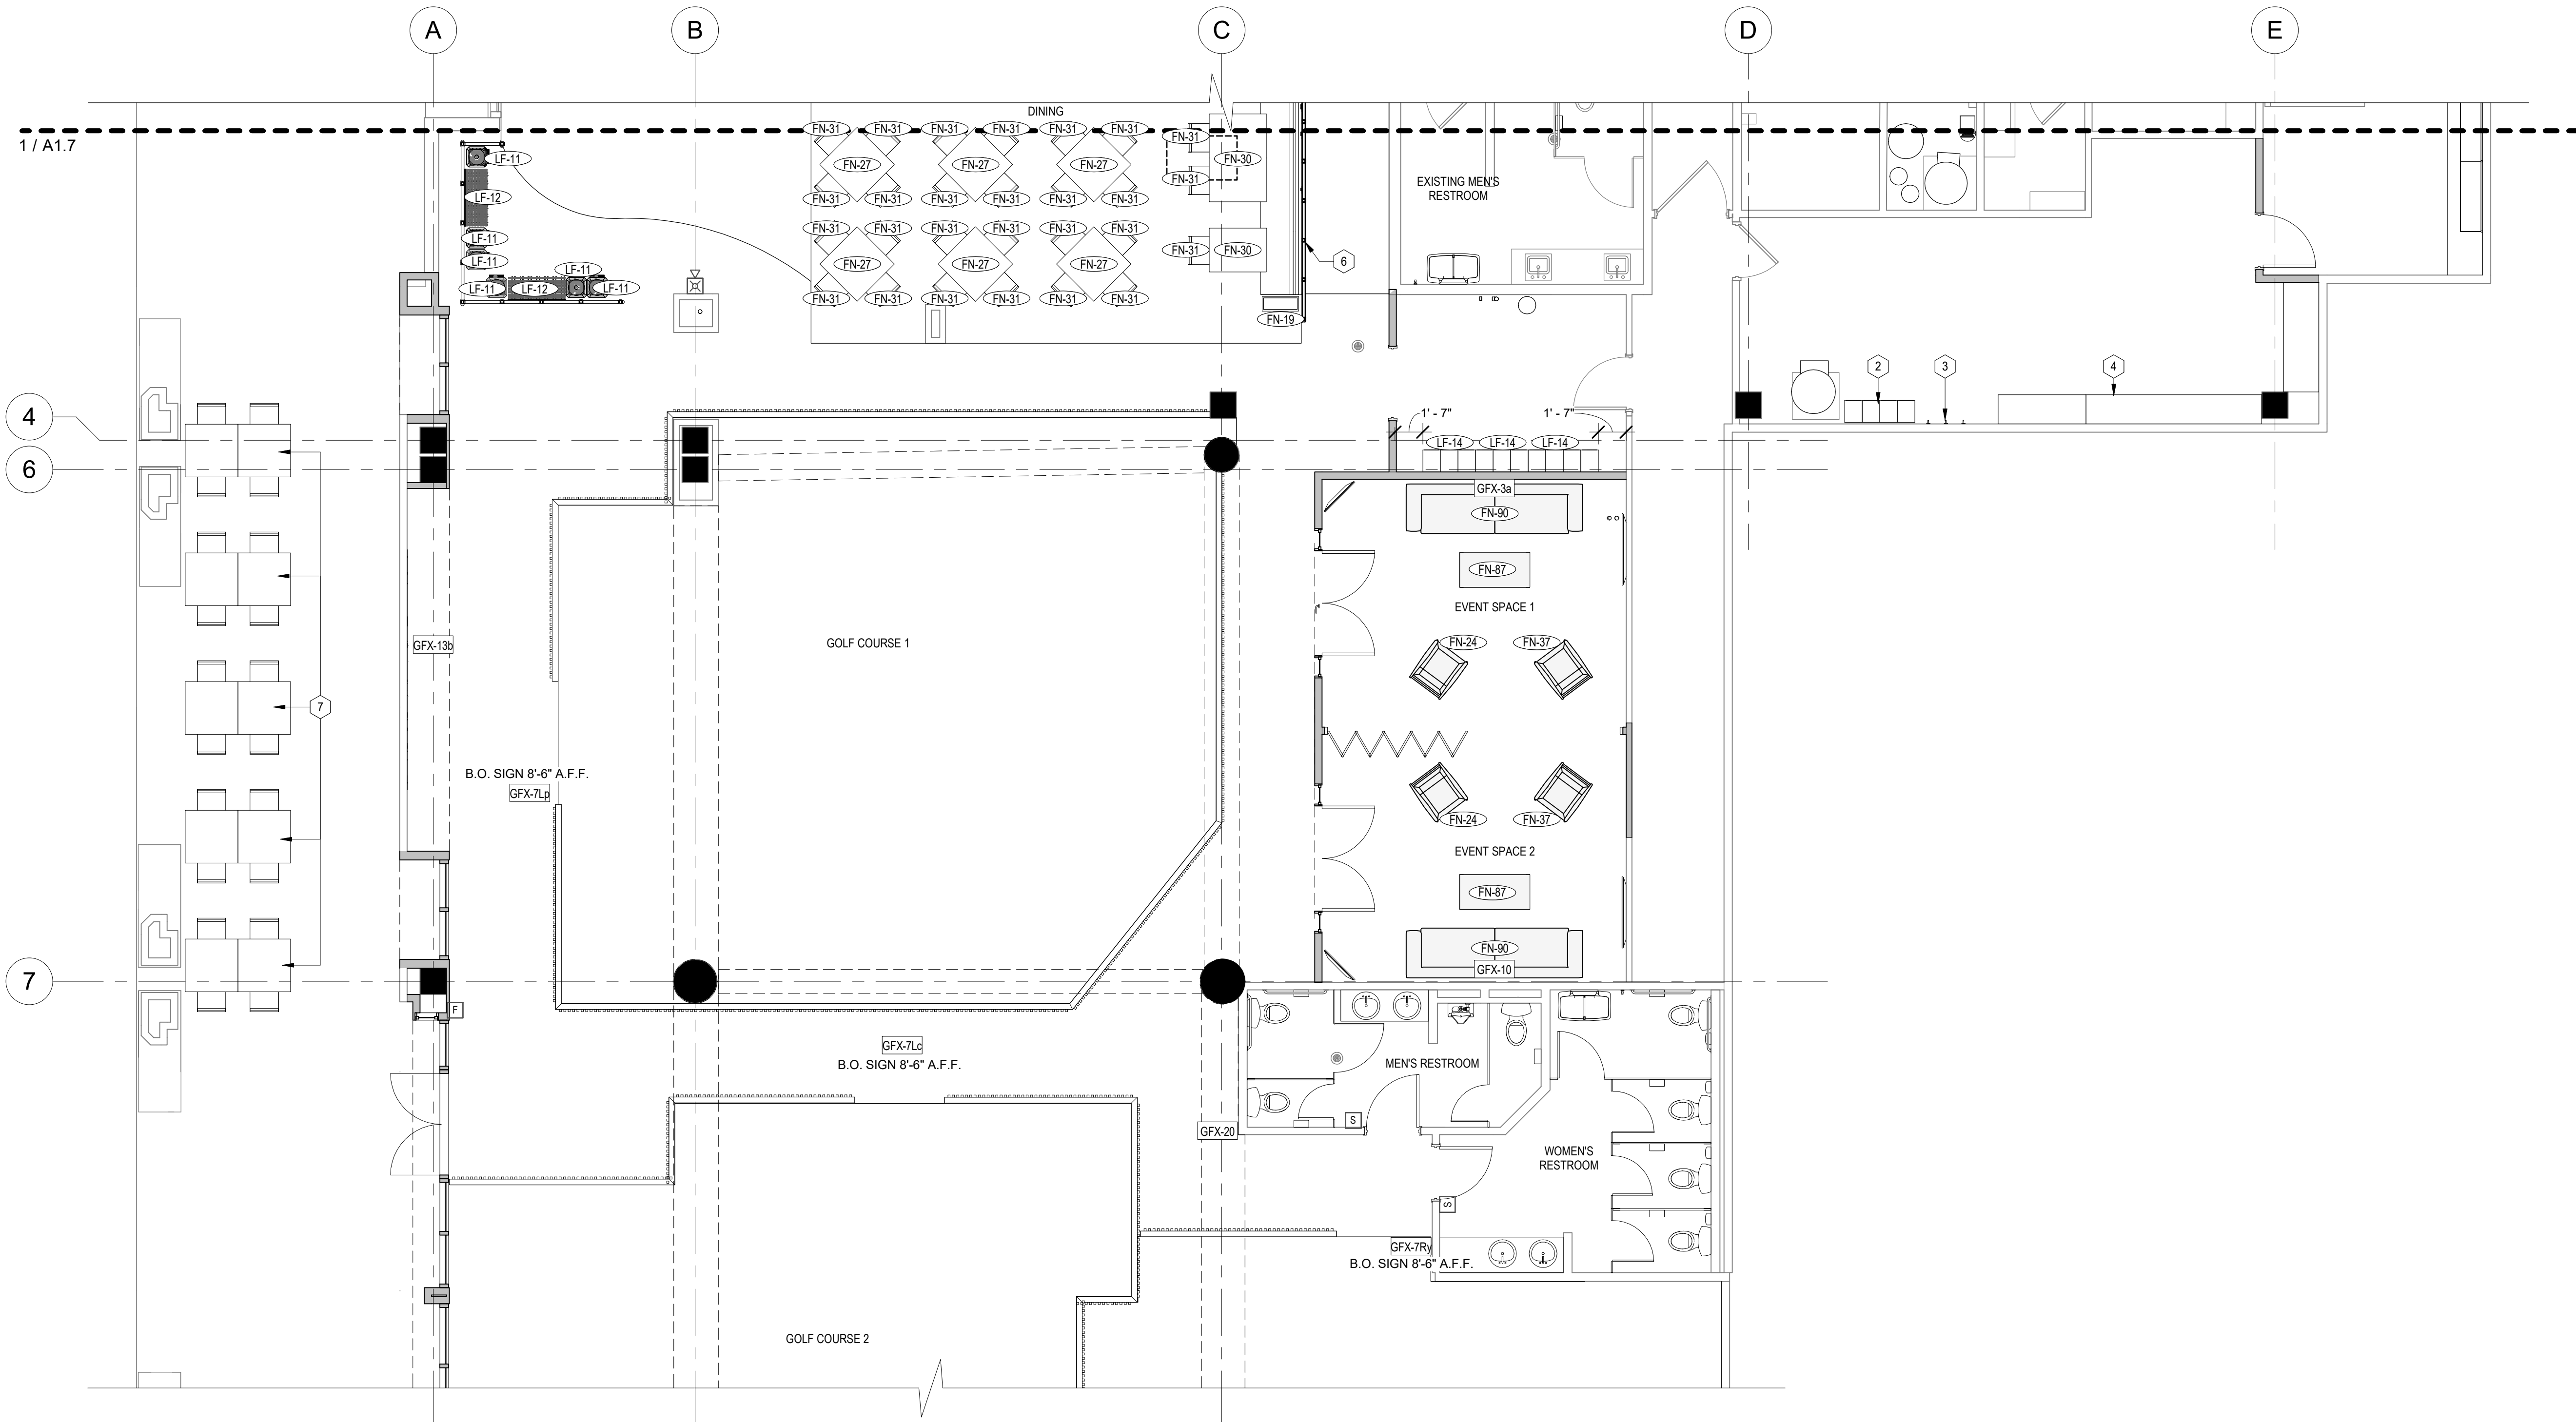 A
B
C
D
E
DINING
1 / A1.7
FN-31
FN-31
FN-31
FN-31
FN-31
FN-31
FN-31
LF-11
FN-27
FN-27
FN-27
FN-30
FN-31
EXISTING MEN'S
RESTROOM
LF-12
FN-31
FN-31
FN-31
FN-31
FN-31
FN-31
FN-31
FN-31
FN-31
FN-31
FN-31
FN-31
LF-11
FN-31
FN-30
LF-11
FN-27
FN-27
FN-27
6
LF-11
LF-11
LF-12
LF-11
FN-31
FN-31
FN-31
FN-31
FN-31
FN-31
FN-19
2
3
4
4
1' - 7"
1' - 7"
LF-14
LF-14
LF-14
6
GFX-3a
FN-90
FN-87
EVENT SPACE 1
GOLF COURSE 1
GFX-13b
FN-24
FN-37
7
B.O. SIGN 8'-6" A.F.F.
GFX-7Lp
FN-24
FN-37
EVENT SPACE 2
FN-87
FN-90
GFX-10
7
F
GFX-7Lc
B.O. SIGN 8'-6" A.F.F.
MEN'S RESTROOM
S
GFX-20
WOMEN'S
RESTROOM
S
GFX-7Ry
B.O. SIGN 8'-6" A.F.F.
GOLF COURSE 2